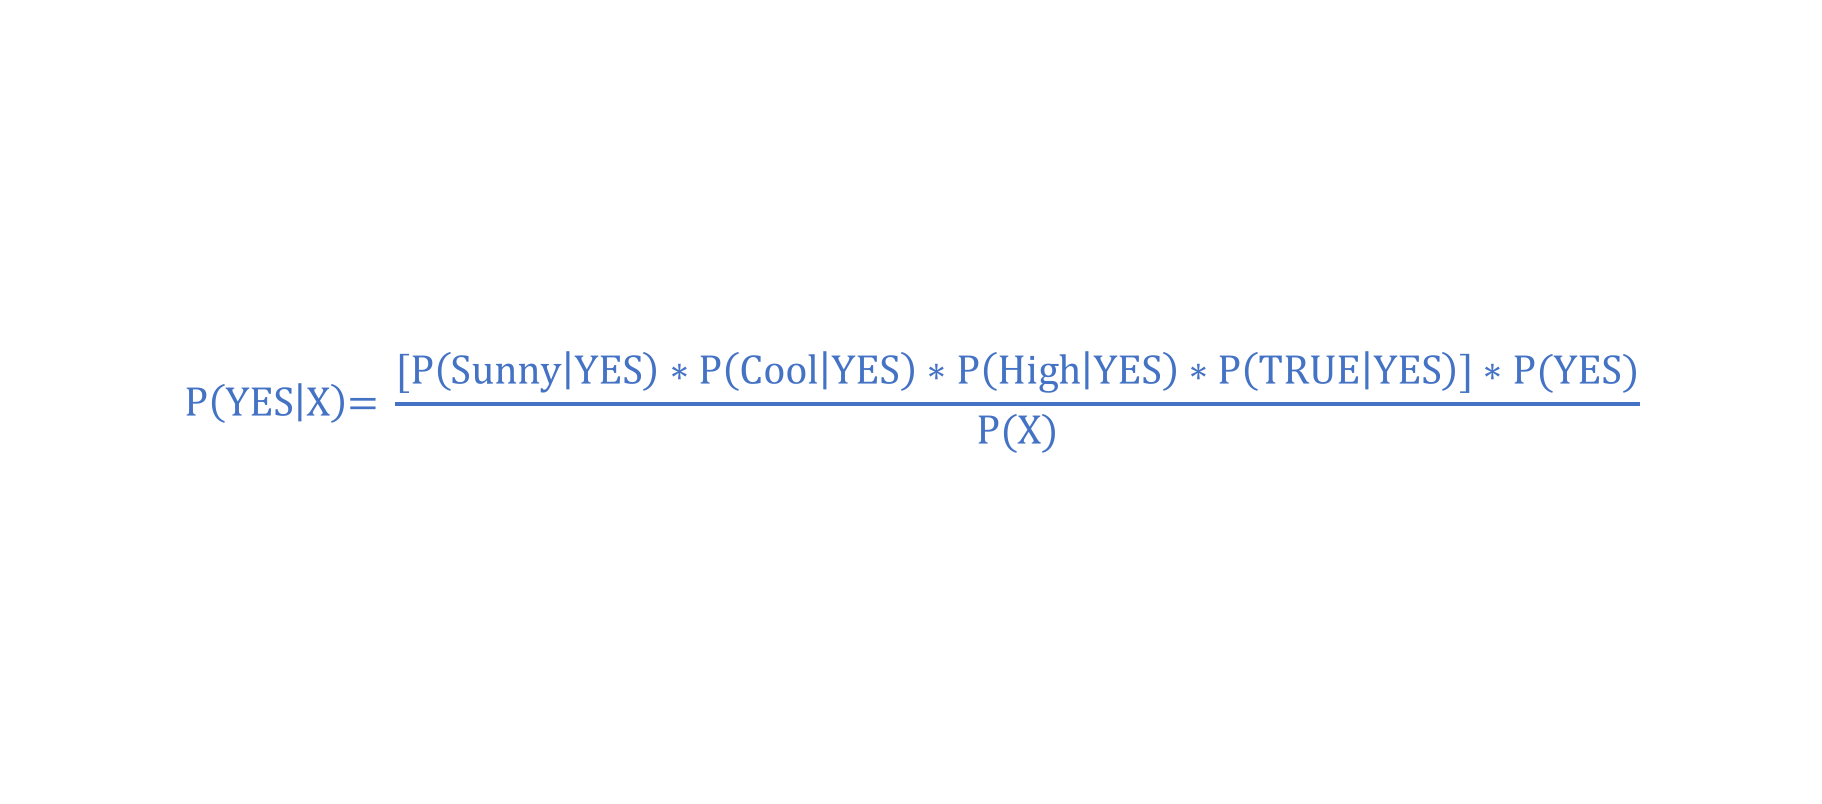 P(YES|X)= [P(Sunny|YES) ∗ P(Cool|YES) ∗ P(High|YES) ∗ P(TRUE|YES)] ∗ P(YES)
P(X)